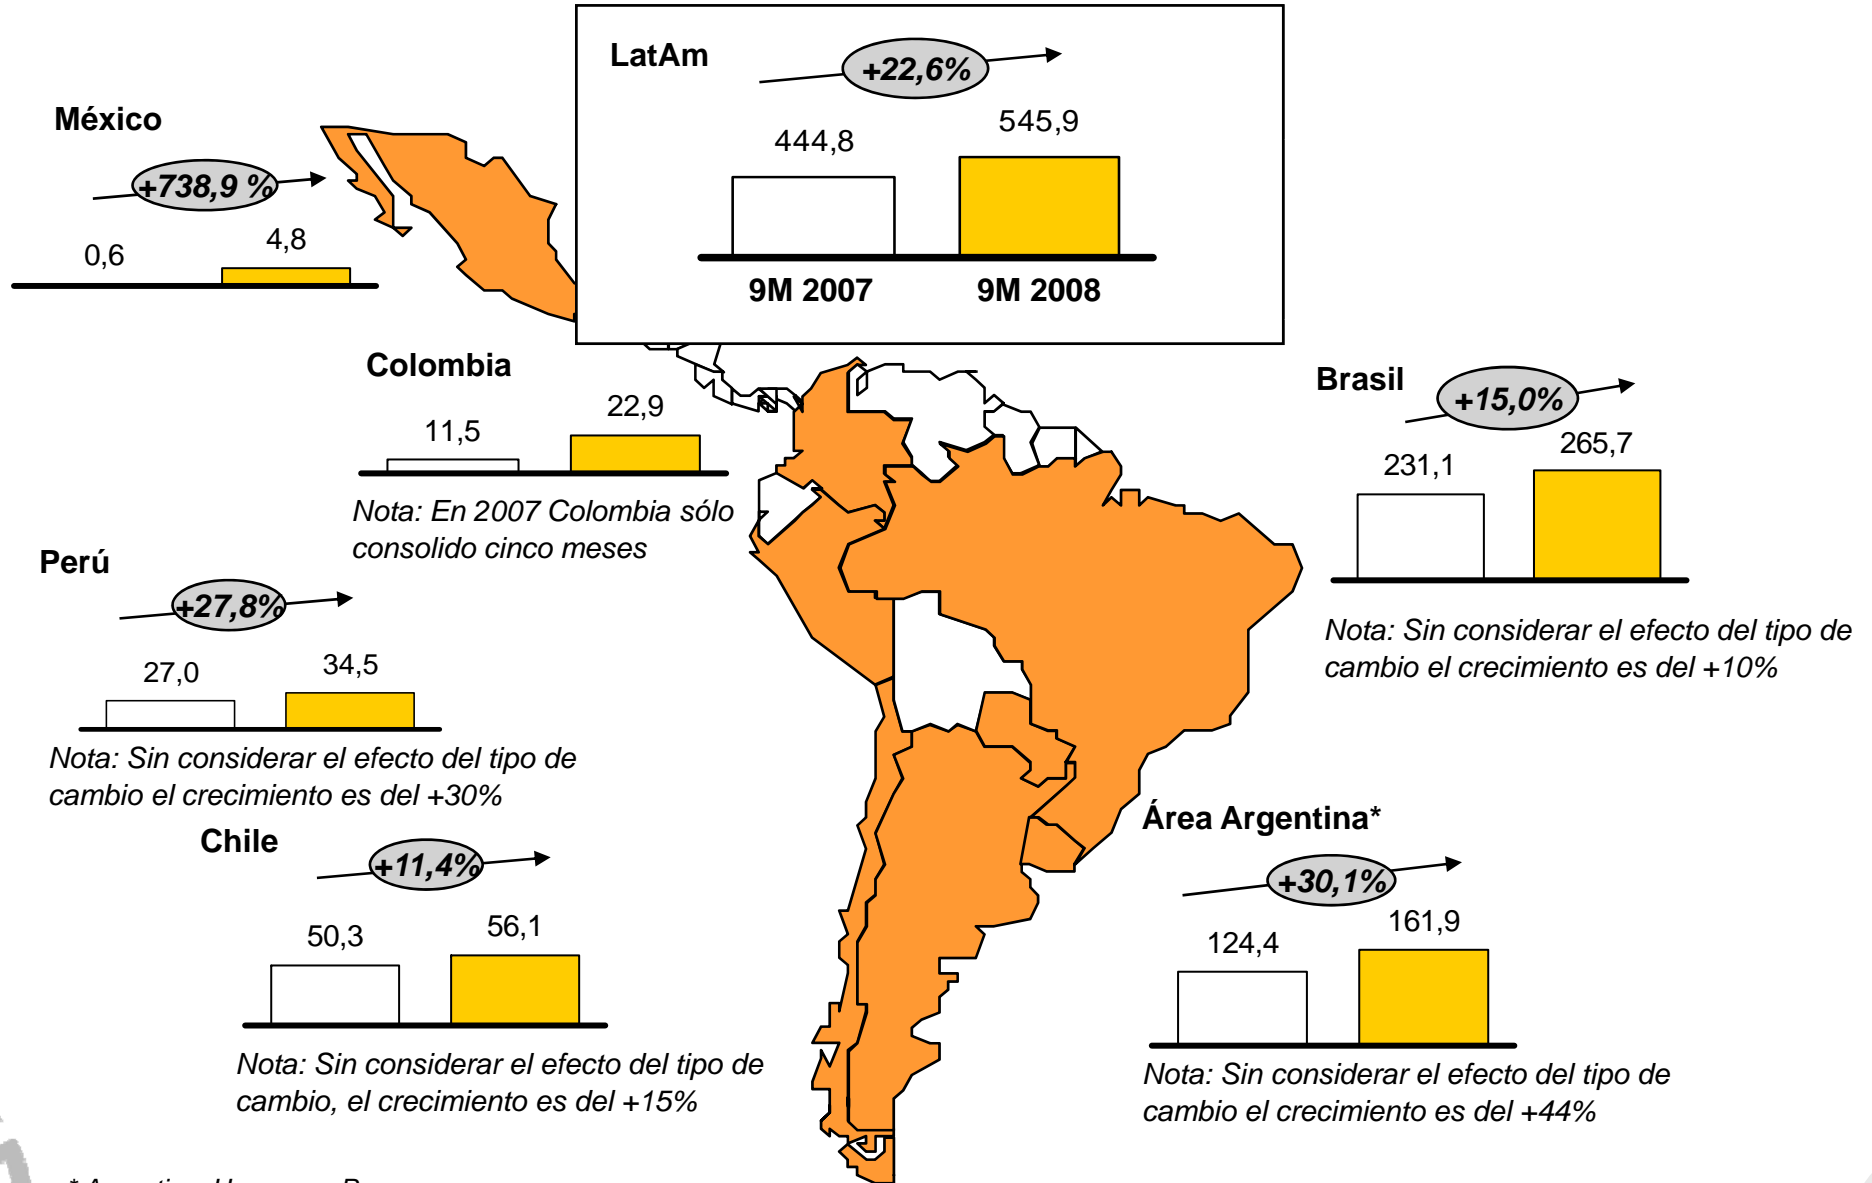 LatAm
+22,6%
444,8
545,9
9M 2007
9M 2008
México
+738,9 %
0,6
4,8
Colombia
11,5
22,9
Nota: En 2007 Colombia sólo
consolido cinco meses
Brasil
+15,0%
231,1
265,7
Nota: Sin considerar el efecto del tipo de
cambio el crecimiento es del +10%
Perú
+27,8%
27,0
34,5
Nota: Sin considerar el efecto del tipo de
cambio el crecimiento es del +30%
Chile
+11,4%
50,3
56,1
Nota: Sin considerar el efecto del tipo de
cambio, el crecimiento es del +15%
Área Argentina*
+30,1%
124,4
161,9
Nota: Sin considerar el efecto del tipo de
cambio el crecimiento es del +44%